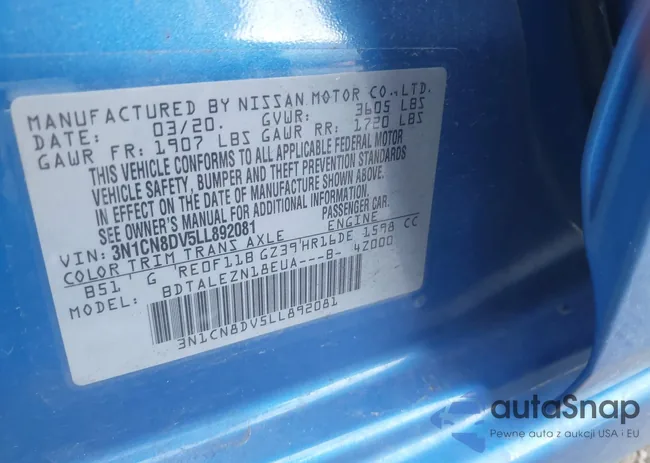 MANUFACTURED BY NISSAN MOTOR CO.,LTD.
DATE: 03/20. GVWR: 3605 LBS
GAWR FR: 1907 LBS GAWR RR: 1720 LBS
THIS VEHICLE CONFORMS TO ALL APPLICABLE FEDERAL MOTOR
VEHICLE SAFETY, BUMPER AND THEFT PREVENTION STANDARDS
IN EFFECT ON THE DATE OF MANUFACTURE SHOWN ABOVE.
SEE OWNER'S MANUAL FOR ADDITIONAL INFORMATION.
VIN: 3N1CN8DV5LL892081 PASSENGER CAR.
COLOR TRIM TRANS AXLE ENGINE
B51 ' G ' RE0F11B GZ39 ' HR16DE 1598 CC
MODEL: BDTALEZN18EUA---B- 4Z000
3N1CN8DV5LL892081
autaSnap
Pewne auta z aukcji USA i EU